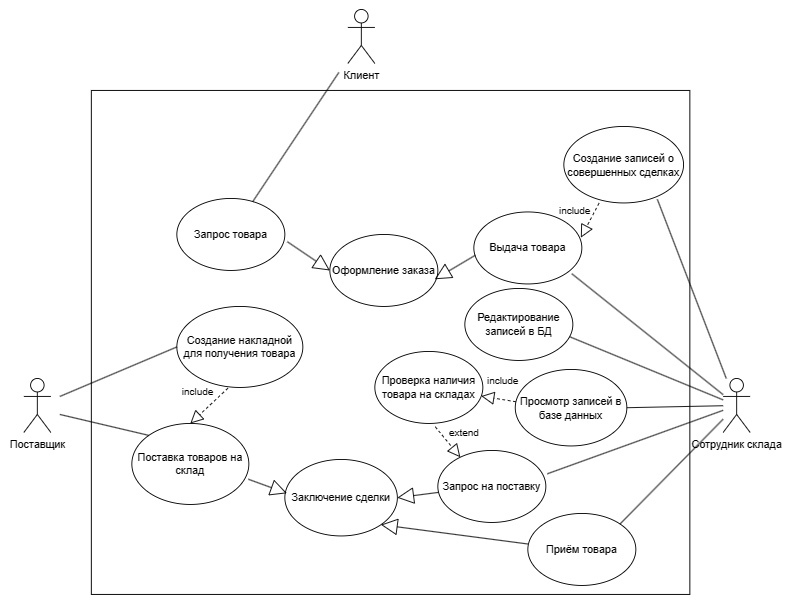 Клиент
Создание записей о
совершенных сделках
include
Запрос товара
Выдача товара
Оформление заказа
Редактирование
записей в БД
Создание накладной
для получения товара
Проверка наличия
товара на складах
include
Просмотр записей в
базе данных
include
Поставщик
Сотрудник склада
extend
Поставка товаров на
склад
Запрос на поставку
Заключение сделки
Приём товара